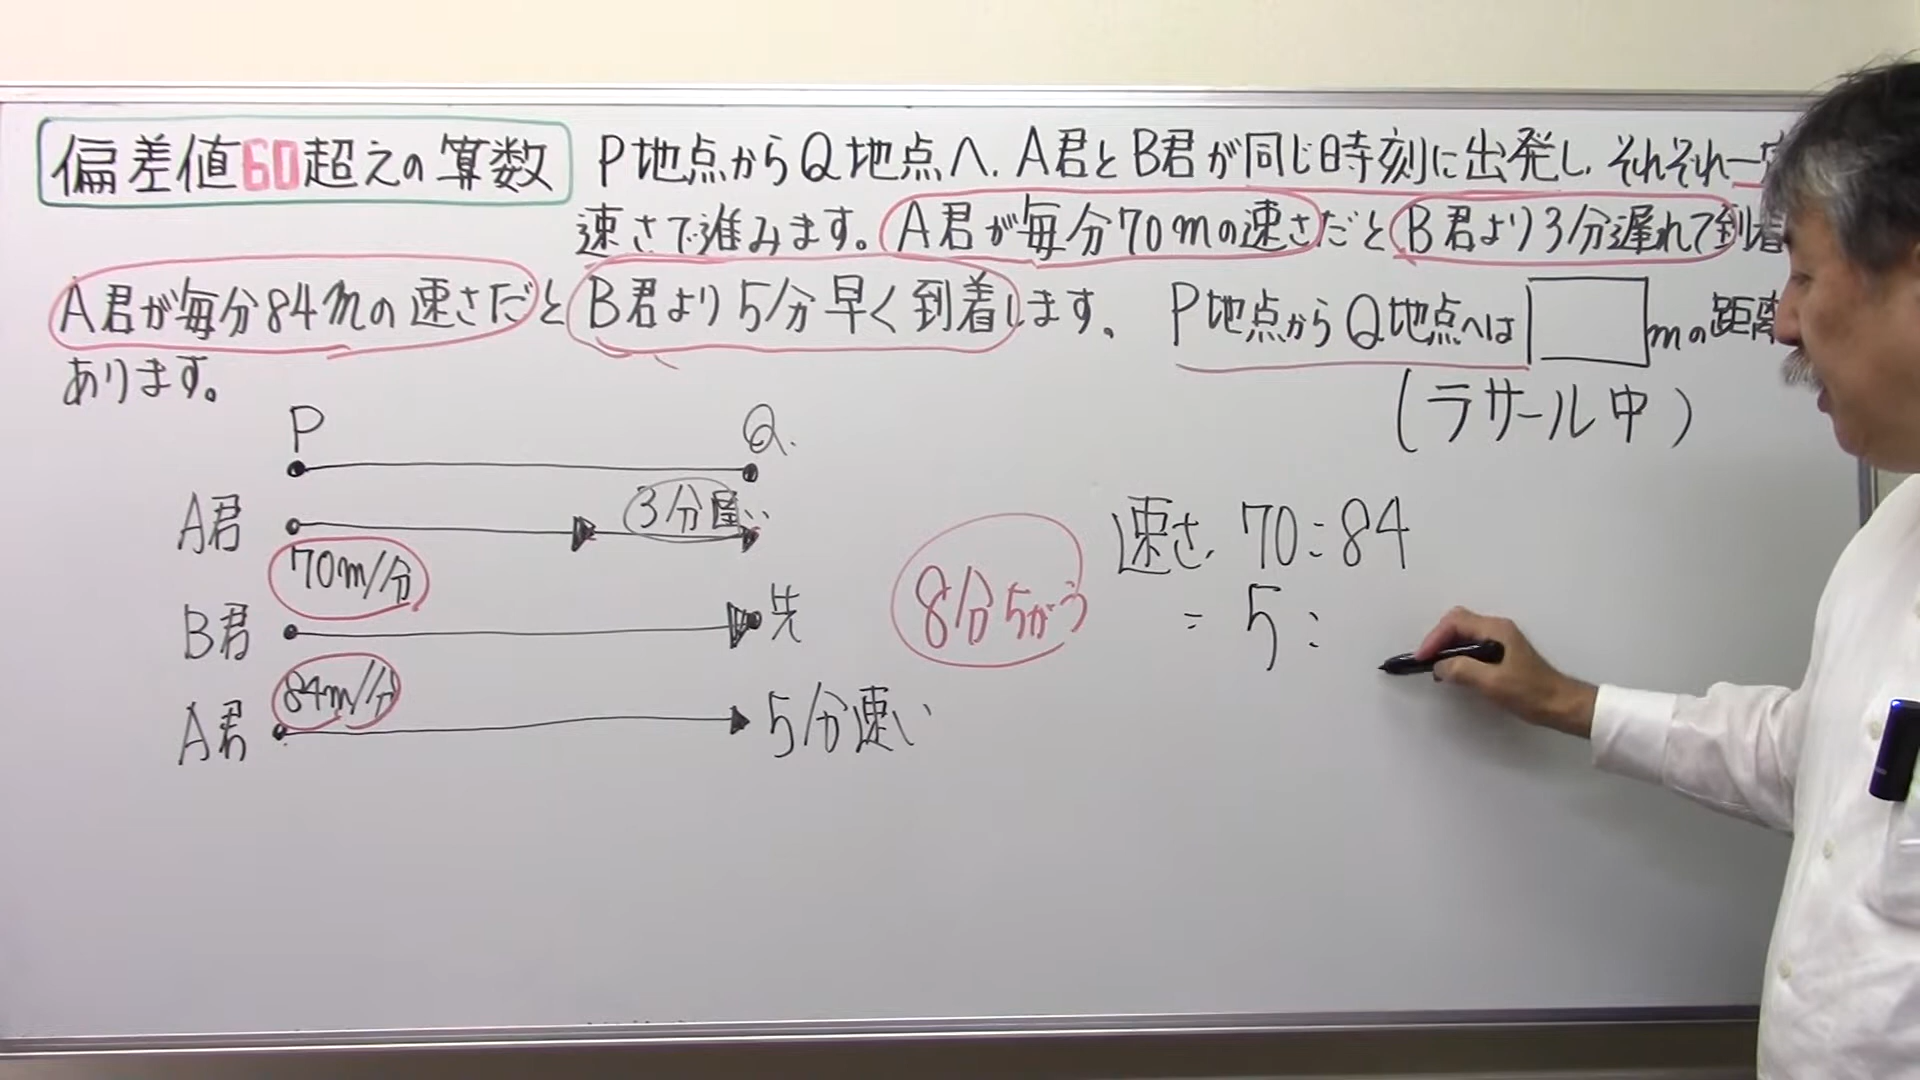 偏差値60超えの算数
P地点からQ地点へ、A君とB君が同じ時刻に出発し、それぞれ一定
速さで進みます。A君が毎分70mの速さだとB君より3分遅れて到着
A君が毎分84mの速さだとB君より5分早く到着します。P地点からQ地点へは mの距離
あります。
(ラサール中)
P Q
A君 3分遅い
70m/分
B君 先
84m/分
A君 5分速い
8分ちがう
速さ 70:84
= 5: